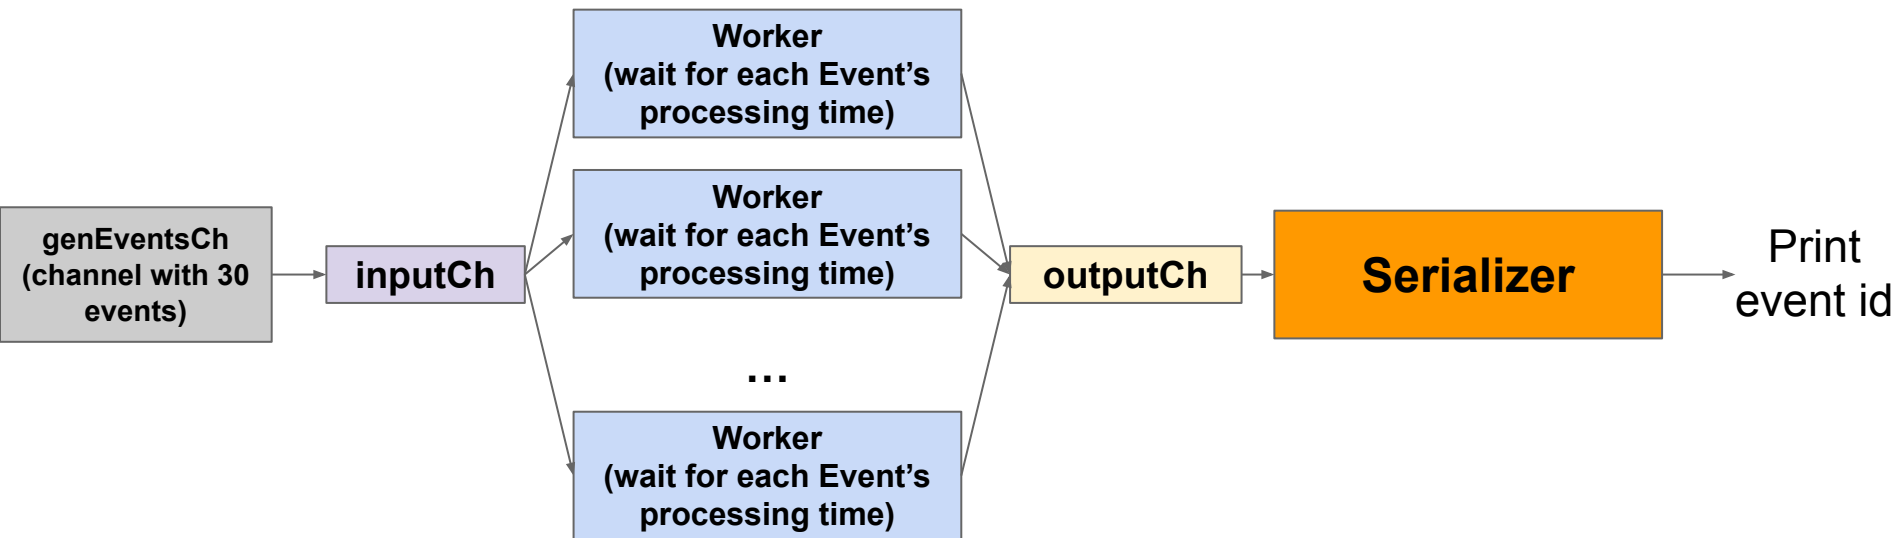 genEventsCh
(channel with 30
events)
inputCh
Worker
(wait for each Event’s
processing time)
Worker
(wait for each Event’s
processing time)
...
Worker
(wait for each Event’s
processing time)
outputCh
Serializer
Print
event id